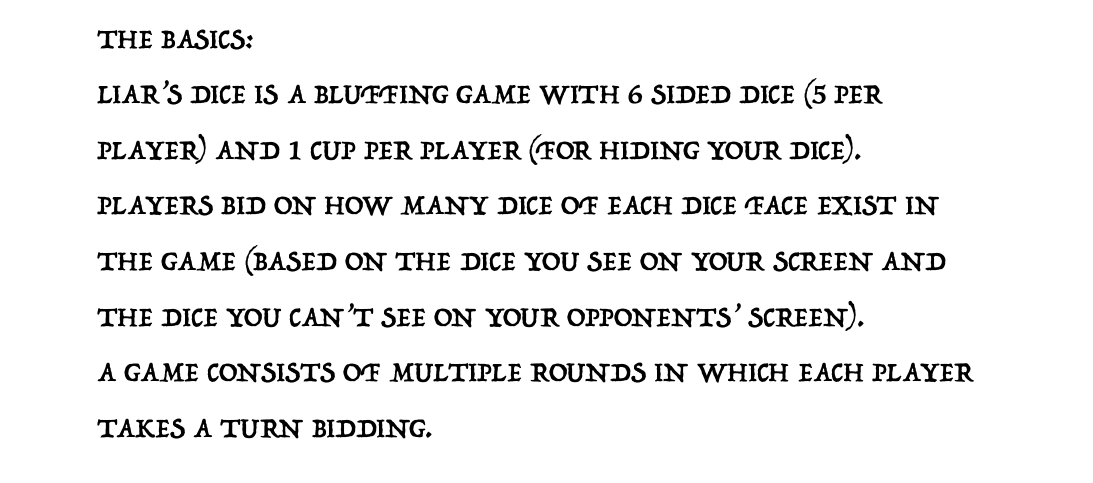 THE BASICS:
LIAR'S DICE IS A BLUFFING GAME WITH 6 SIDED DICE (5 PER
PLAYER) AND 1 CUP PER PLAYER (FOR HIDING YOUR DICE).
PLAYERS BID ON HOW MANY DICE OF EACH DICE FACE EXIST IN
THE GAME (BASED ON THE DICE YOU SEE ON YOUR SCREEN AND
THE DICE YOU CAN'T SEE ON YOUR OPPONENTS' SCREEN).
A GAME CONSISTS OF MULTIPLE ROUNDS IN WHICH EACH PLAYER
TAKES A TURN BIDDING.